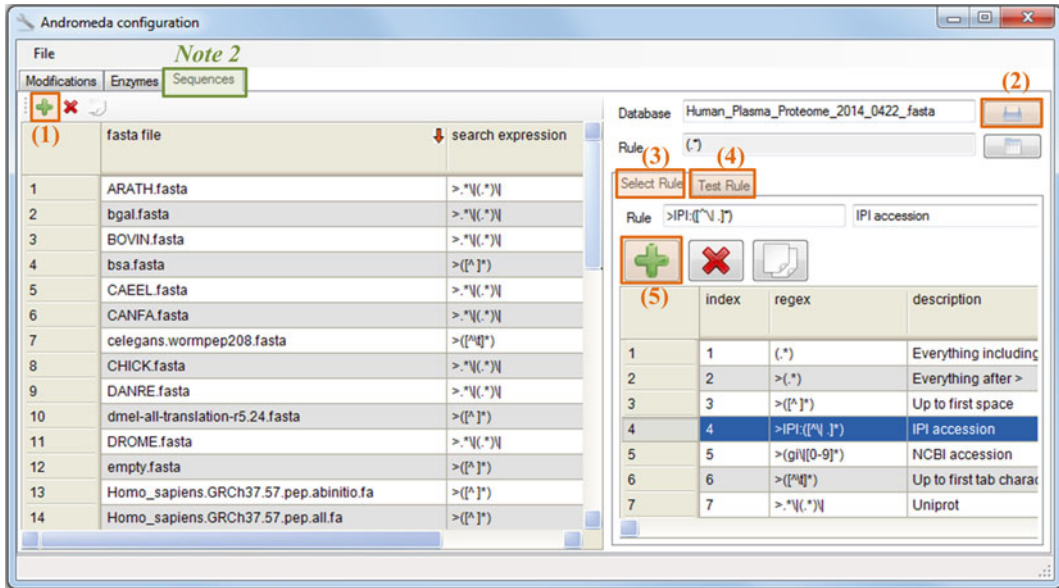 Andromeda configuration
File
Note 2
Modifications Enzymes Sequences
(1)
fasta file search expression
1 ARATH.fasta >.*\|(.*)\|
2 bgal.fasta >.*\|(.*)\|
3 BOVIN.fasta >.*\|(.*)\|
4 bsa.fasta >([^ ]*)
5 CAEEL.fasta >.*\|(.*)\|
6 CANFA.fasta >.*\|(.*)\|
7 celegans.wormpep208.fasta >([^\t]*)
8 CHICK.fasta >.*\|(.*)\|
9 DANRE.fasta >.*\|(.*)\|
10 dmel-all-translation-r5.24.fasta >([^ ]*)
11 DROME.fasta >.*\|(.*)\|
12 empty.fasta >([^ ]*)
13 Homo_sapiens.GRCh37.57.pep.abinitio.fa >([^ ]*)
14 Homo_sapiens.GRCh37.57.pep.all.fa >([^ ]*)
(2)
Database Human_Plasma_Proteome_2014_0422_.fasta
Rule (.*)
(3) (4)
Select Rule Test Rule
Rule >IPI:([^\| .]*) IPI accession
(5)
index regex description
1 1 (.*) Everything including
2 2 >(.*) Everything after >
3 3 >([^ ]*) Up to first space
4 4 >IPI:([^\| .]*) IPI accession
5 5 >(gi\|[0-9]*) NCBI accession
6 6 >([^\t]*) Up to first tab charac
7 7 >.*\|(.*)\| Uniprot